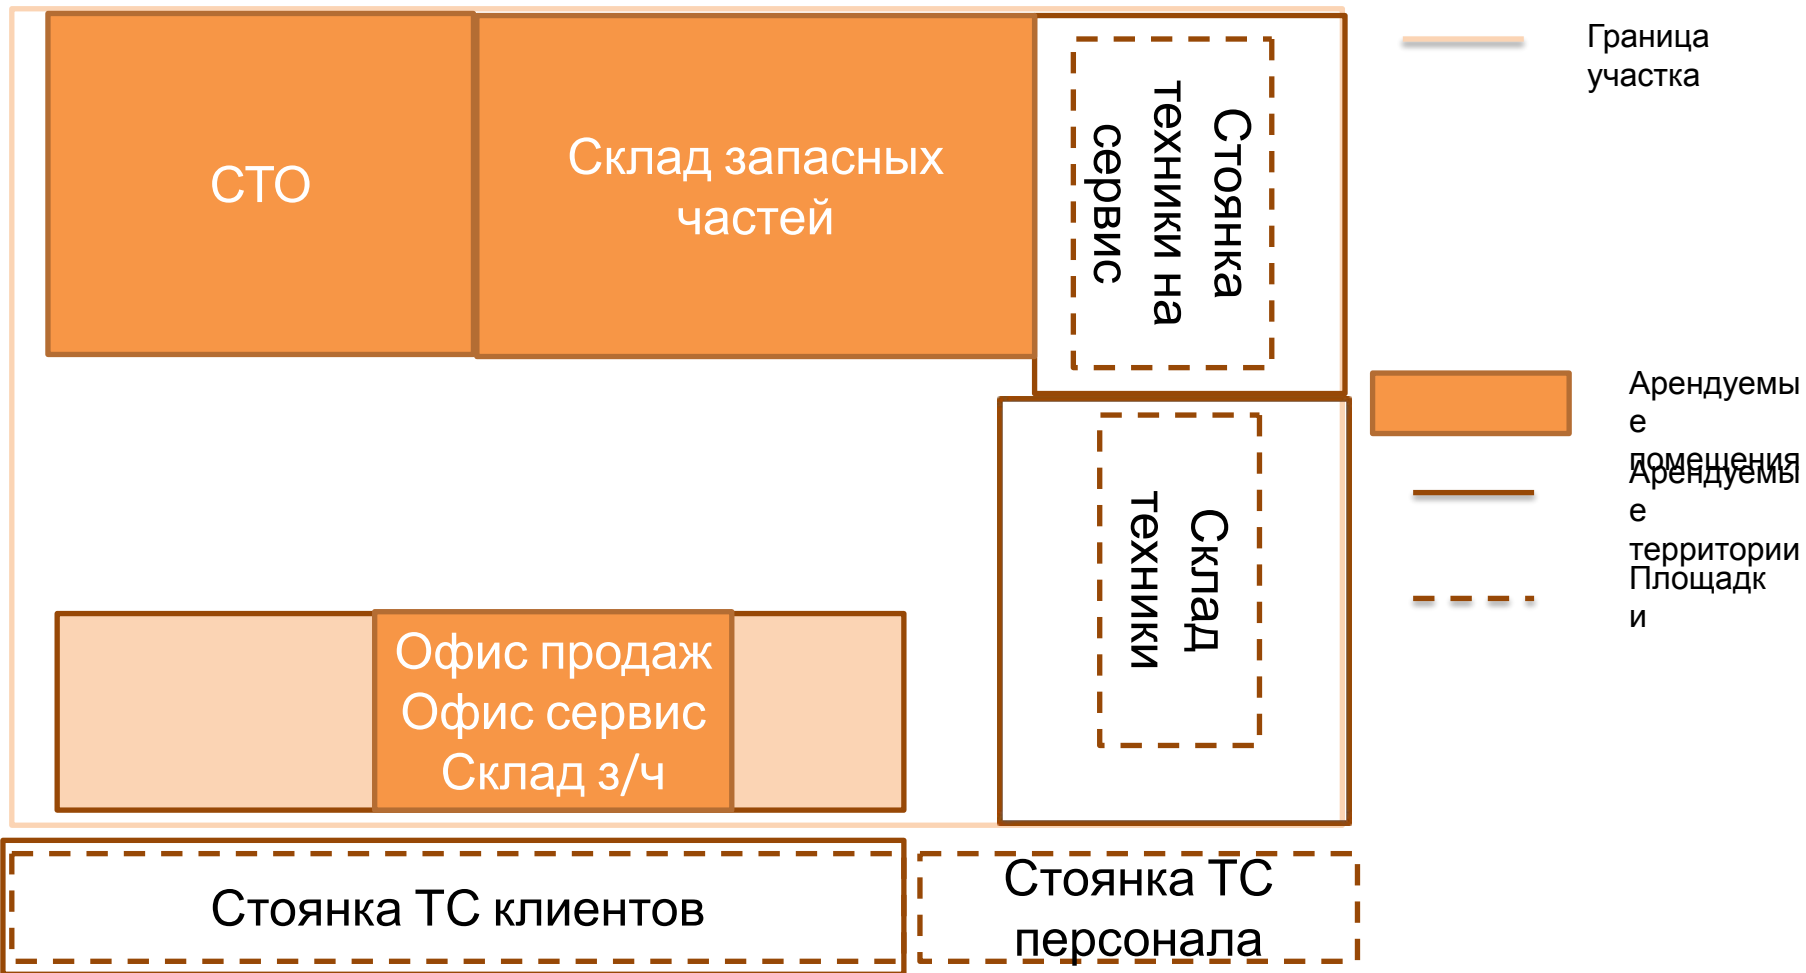 СТО
Склад запасных
частей
Стоянка
техники на
сервис
Граница
участка
Арендуемы
е
помещения
Арендуемы
е
территории
Площадк
и
Склад
техники
Офис продаж
Офис сервис
Склад з/ч
Стоянка ТС клиентов
Стоянка ТС
персонала